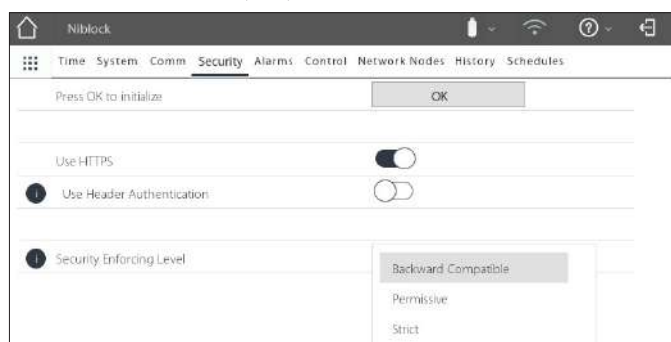 Niblock
Time System Comm Security Alarms Control Network Nodes History Schedules
Press OK to initialize OK
Use HTTPS
i Use Header Authentication
i Security Enforcing Level
Backward Compatible
Permissive
Strict